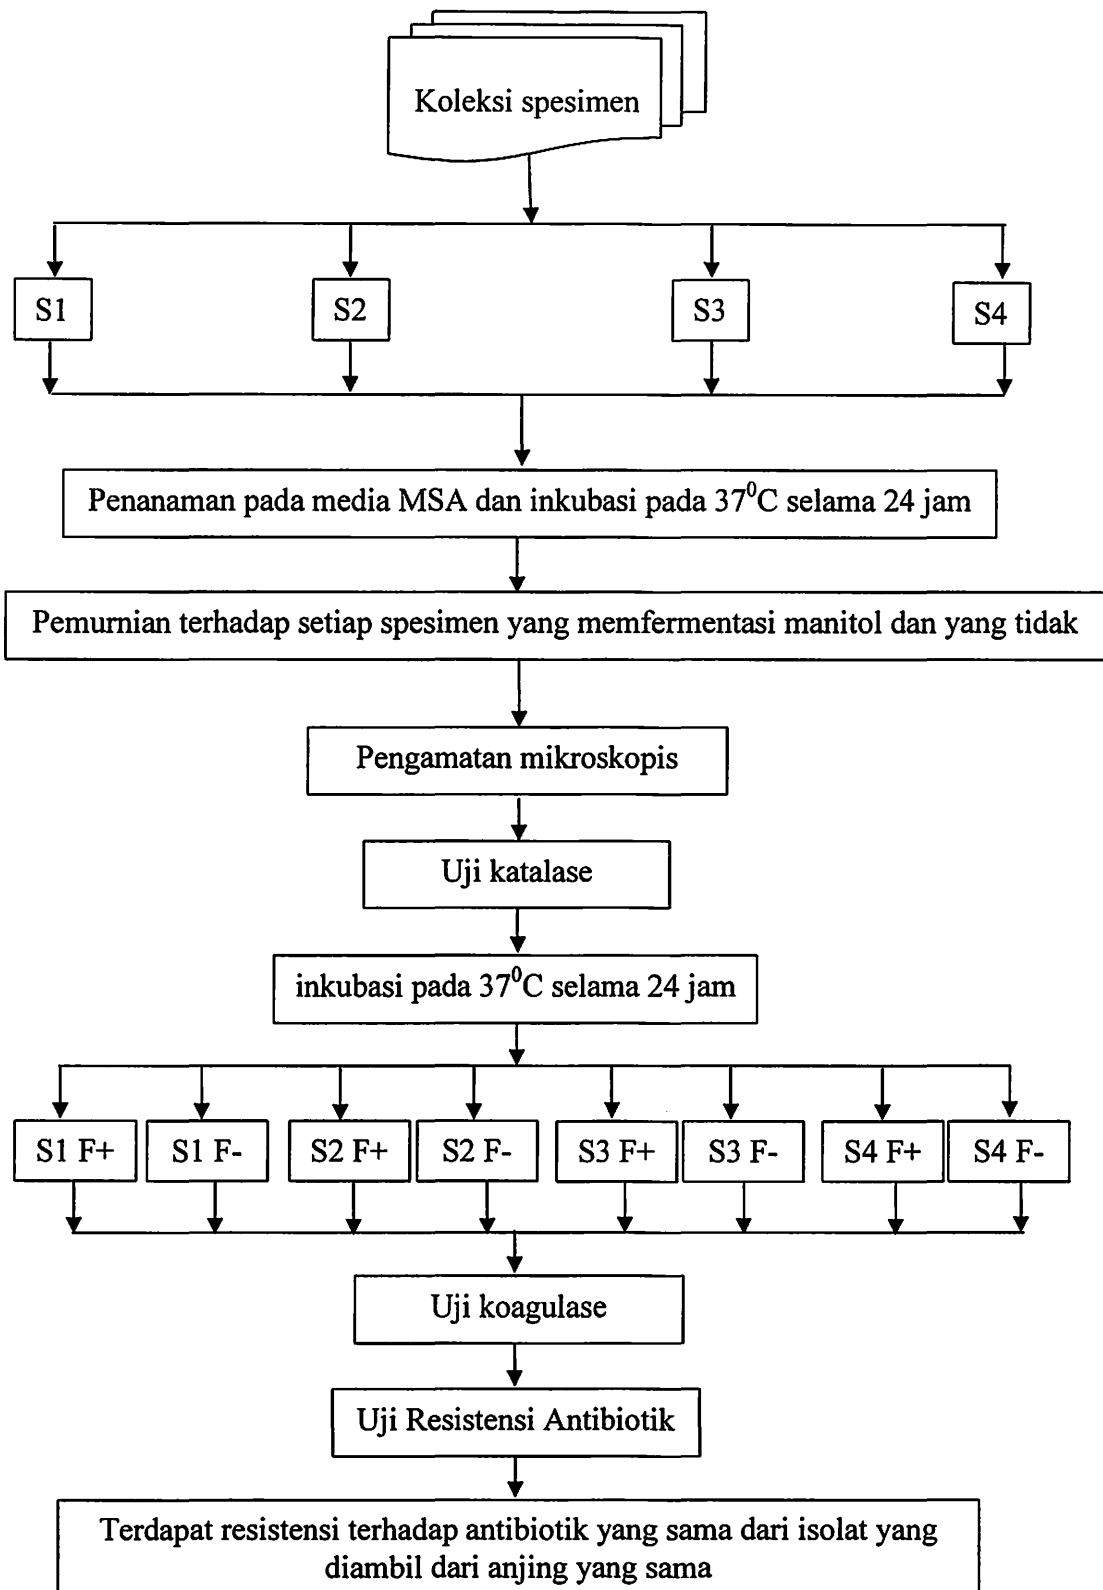 Koleksi spesimen
S1
S2
S3
S4
Penanaman pada media MSA dan inkubasi pada 37⁰C selama 24 jam
Pemurnian terhadap setiap spesimen yang memfermentasi manitol dan yang tidak
Pengamatan mikroskopis
Uji katalase
inkubasi pada 37⁰C selama 24 jam
S1 F+
S1 F-
S2 F+
S2 F-
S3 F+
S3 F-
S4 F+
S4 F-
Uji koagulase
Uji Resistensi Antibiotik
Terdapat resistensi terhadap antibiotik yang sama dari isolat yang
diambil dari anjing yang sama